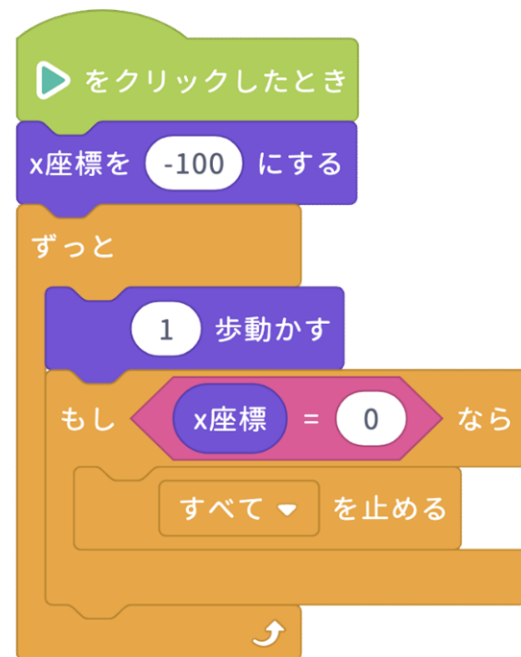 をクリックしたとき
x座標を -100 にする
ずっと
1 歩動かす
もし x座標 = 0 なら
すべて を止める